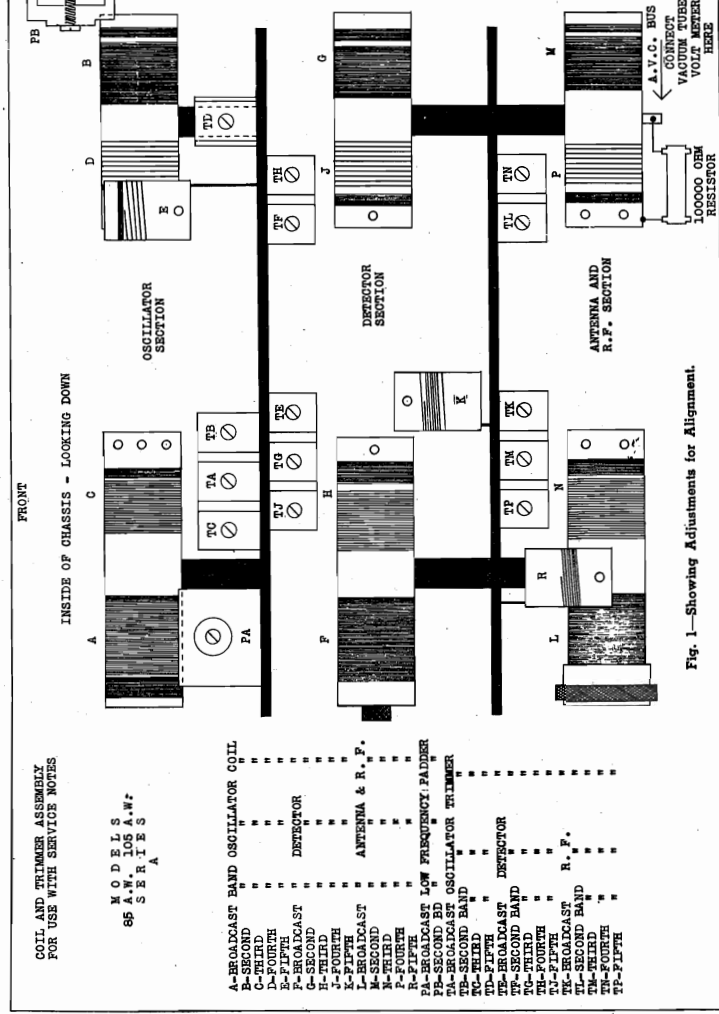 COIL AND TRIMMER ASSEMBLY
FOR USE WITH SERVICE NOTES
MODELS
85 A.W. 105 A.W.
SERIES
A
A-BROADCAST BAND OSCILLATOR COIL
B-SECOND " " "
C-THIRD " " "
D-FOURTH " " "
E-FIFTH " " "
F-BROADCAST " DETECTOR "
G-SECOND " " "
H-THIRD " " "
J-FOURTH " " "
K-FIFTH " " "
L-BROADCAST " ANTENNA & R. F. "
M-SECOND " " "
N-THIRD " " "
P-FOURTH " " "
R-FIFTH " " "
PA-BROADCAST LOW FREQUENCY PADDER
PB-SECOND BD " " "
TA-BROADCAST OSCILLATOR TRIMMER
TB-SECOND BAND " "
TC-THIRD " " "
TD-FIFTH " " "
TE-BROADCAST DETECTOR "
TF-SECOND BAND " "
TG-THIRD " " "
TH-FOURTH " " "
TJ-FIFTH " " "
TK-BROADCAST R. F. "
TL-SECOND BAND " "
TM-THIRD " " "
TN-FOURTH " " "
TP-FIFTH " " "
FRONT
INSIDE OF CHASSIS - LOOKING DOWN
PB
A
C
D
B
PA
TC
TA
TB
E
TD
OSCILLATOR
SECTION
TJ
TG
TE
TF
TH
F
H
J
G
DETECTOR
SECTION
K
TP
TM
TK
TL
TN
R
L
N
P
M
ANTENNA AND
R.F. SECTION
A.V.C. BUS
CONNECT
VACUUM TUBE
VOLT METER
HERE
100000 OHM
RESISTOR
Fig. 1—Showing Adjustments for Alignment.